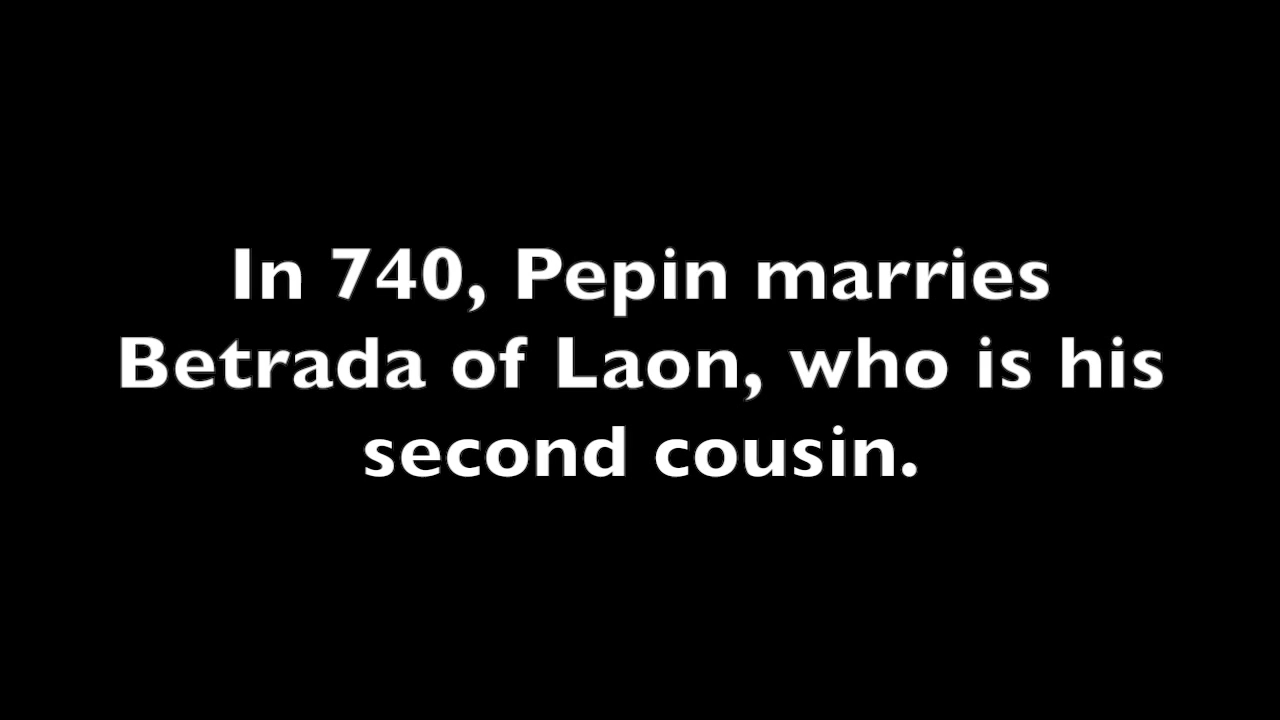 In 740, Pepin marries
Betrada of Laon, who is his
second cousin.